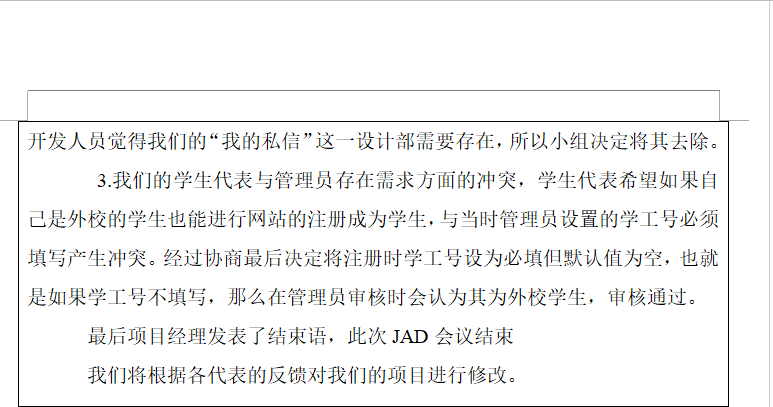 开发人员觉得我们的“我的私信”这一设计部需要存在，所以小组决定将其去除。
3.我们的学生代表与管理员存在需求方面的冲突，学生代表希望如果自
己是外校的学生也能进行网站的注册成为学生，与当时管理员设置的学工号必须
填写产生冲突。经过协商最后决定将注册时学工号设为必填但默认值为空，也就
是如果学工号不填写，那么在管理员审核时会认为其为外校学生，审核通过。
最后项目经理发表了结束语，此次 JAD 会议结束
我们将根据各代表的反馈对我们的项目进行修改。